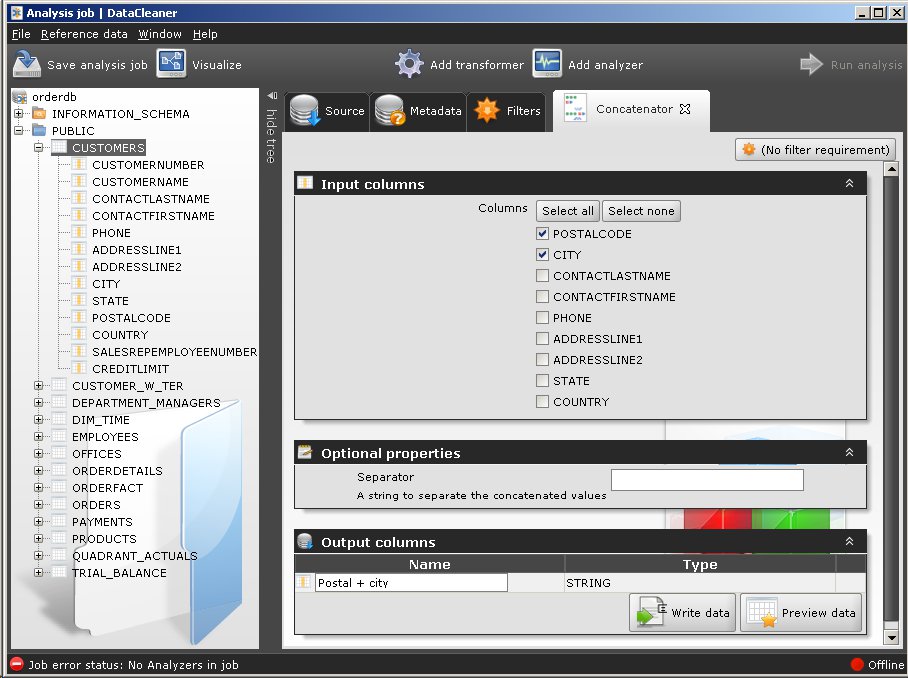 Analysis job | DataCleaner
File Reference data Window Help
Save analysis job Visualize Add transformer Add analyzer Run analysis
orderdb
INFORMATION_SCHEMA
PUBLIC
CUSTOMERS
CUSTOMERNUMBER
CUSTOMERNAME
CONTACTLASTNAME
CONTACTFIRSTNAME
PHONE
ADDRESSLINE1
ADDRESSLINE2
CITY
STATE
POSTALCODE
COUNTRY
SALESREPEMPLOYEENUMBER
CREDITLIMIT
CUSTOMER_W_TER
DEPARTMENT_MANAGERS
DIM_TIME
EMPLOYEES
OFFICES
ORDERDETAILS
ORDERFACT
ORDERS
PAYMENTS
PRODUCTS
QUADRANT_ACTUALS
TRIAL_BALANCE
hide tree
Source Metadata Filters Concatenator
(No filter requirement)
Input columns
Columns Select all Select none
POSTALCODE
CITY
CONTACTLASTNAME
CONTACTFIRSTNAME
PHONE
ADDRESSLINE1
ADDRESSLINE2
STATE
COUNTRY
Optional properties
Separator
A string to separate the concatenated values
Output columns
Name Type
Postal + city STRING
Write data Preview data
Job error status: No Analyzers in job Offline